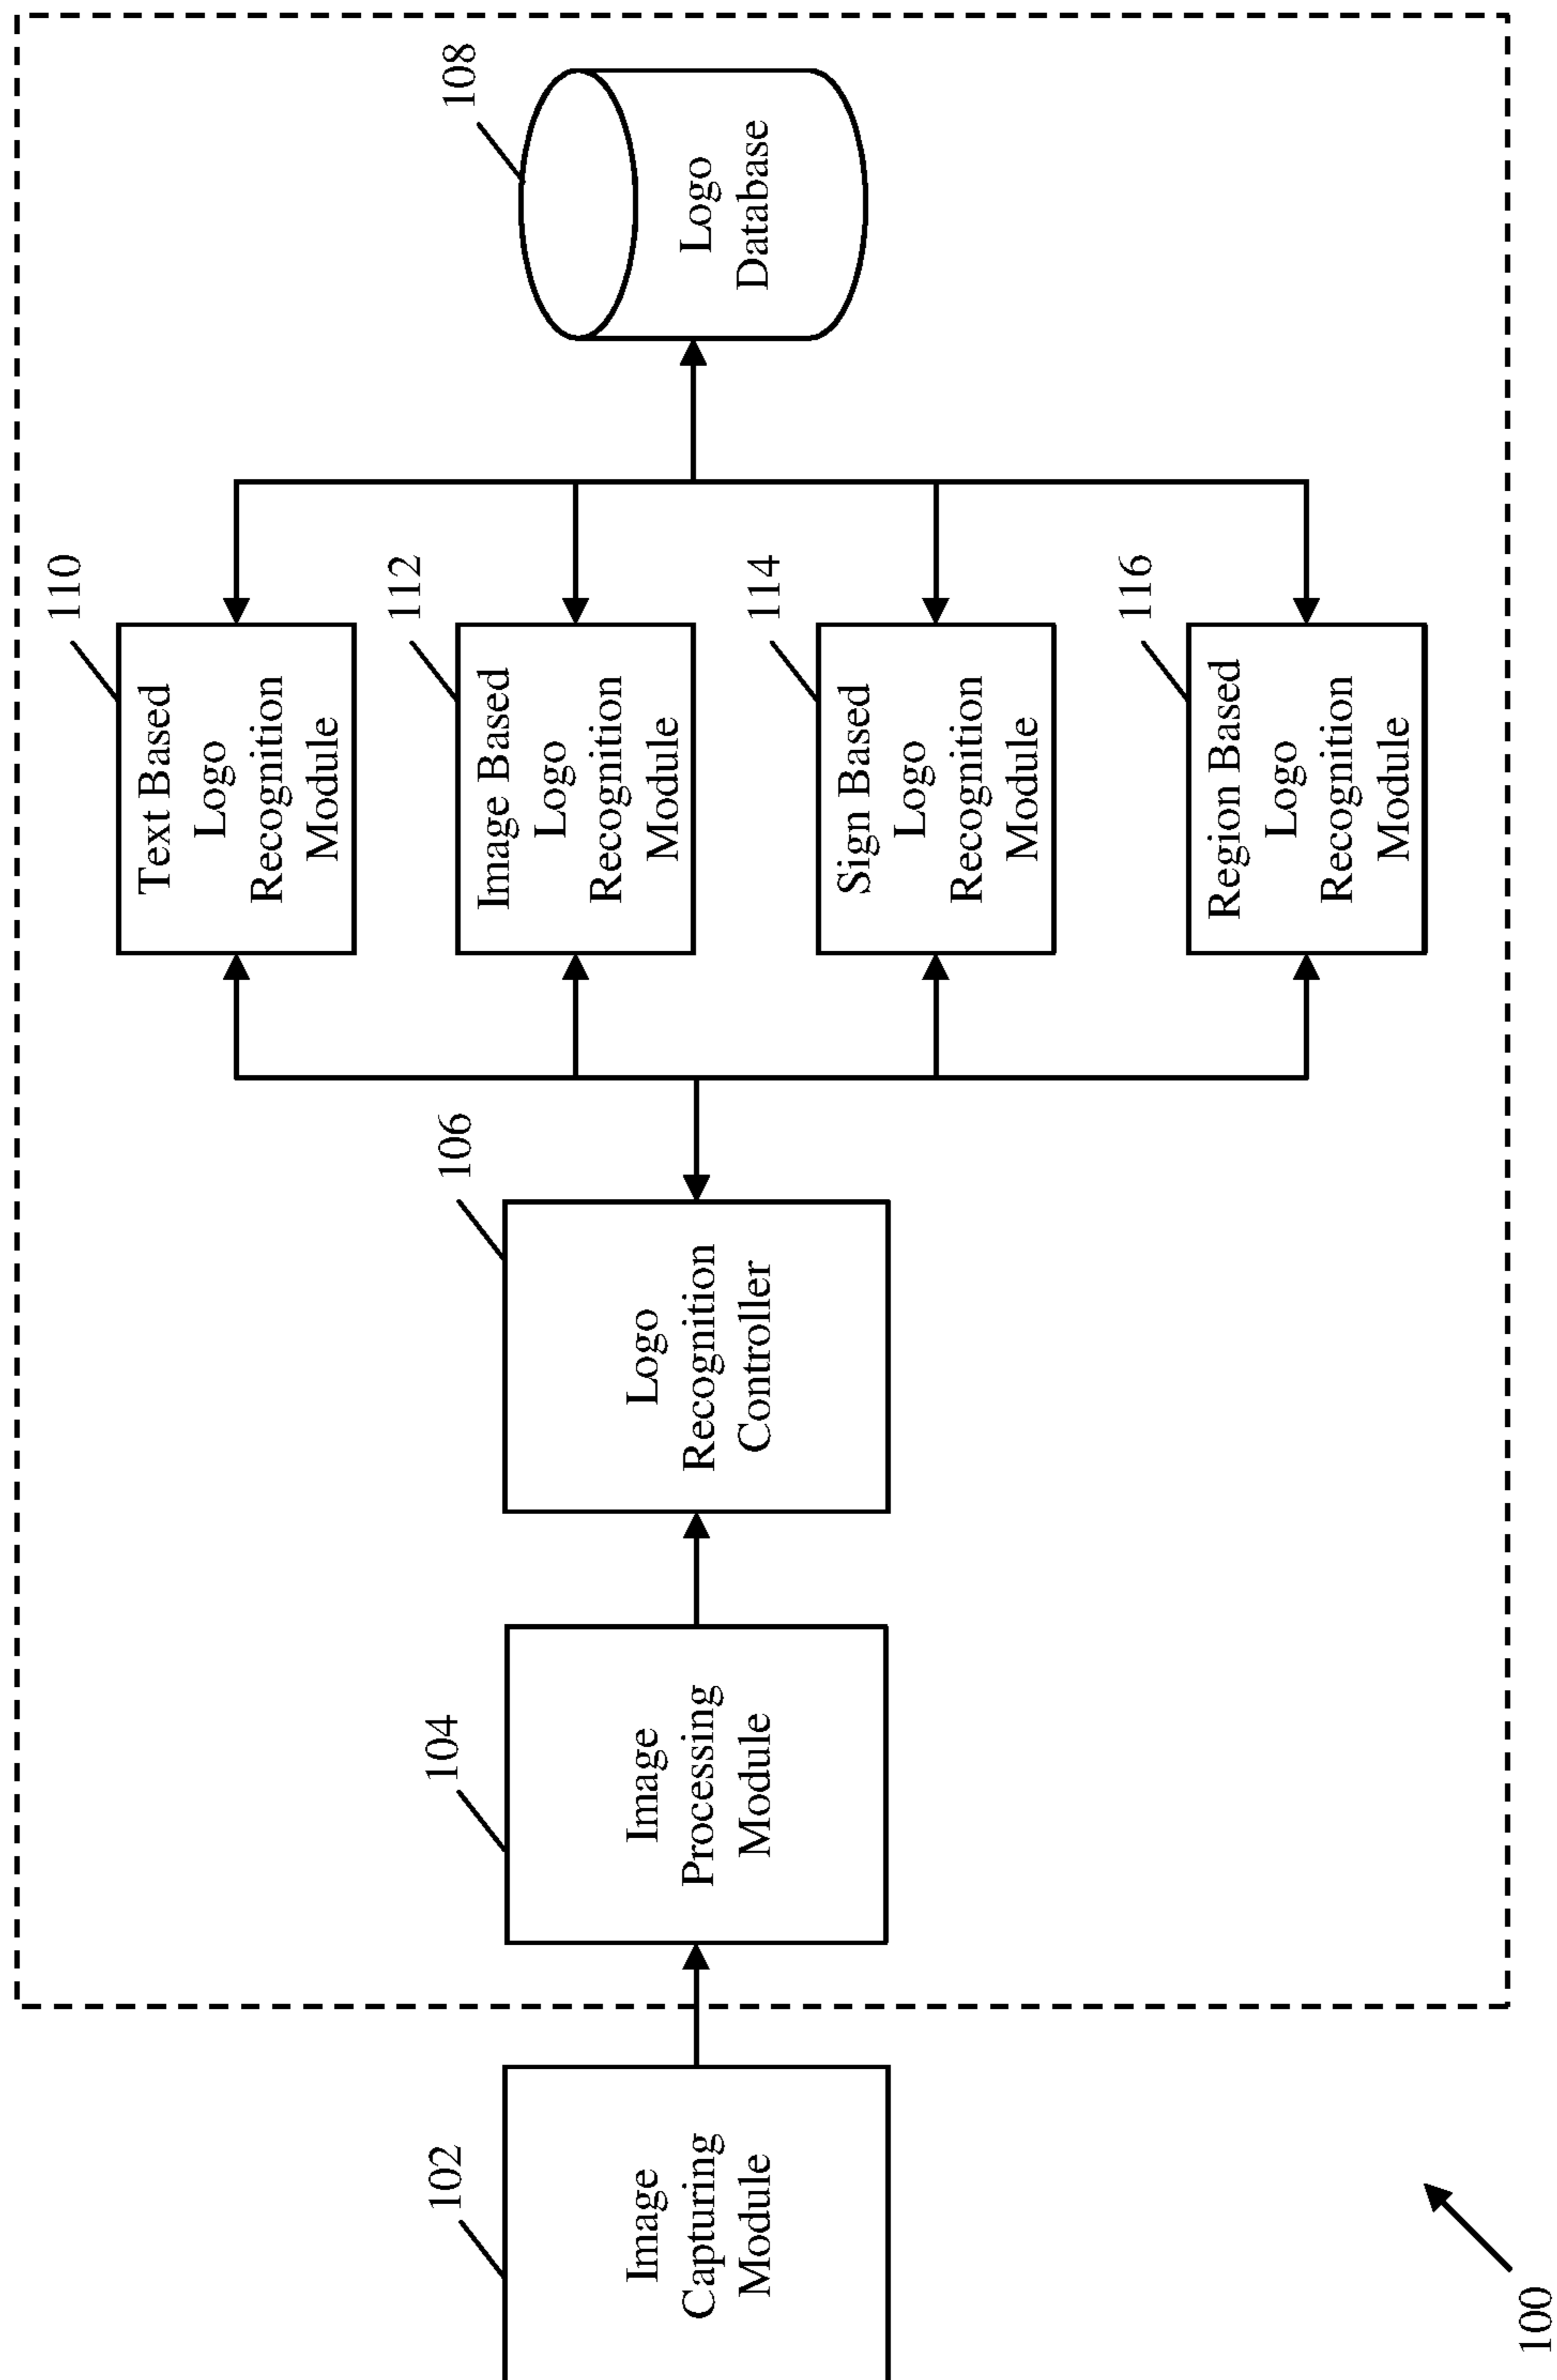 102
Image
Capturing
Module
104
Image
Processing
Module
106
Logo
Recognition
Controller
110
Text Based
Logo
Recognition
Module
112
Image Based
Logo
Recognition
Module
114
Sign Based
Logo
Recognition
Module
116
Region Based
Logo
Recognition
Module
108
Logo
Database
100